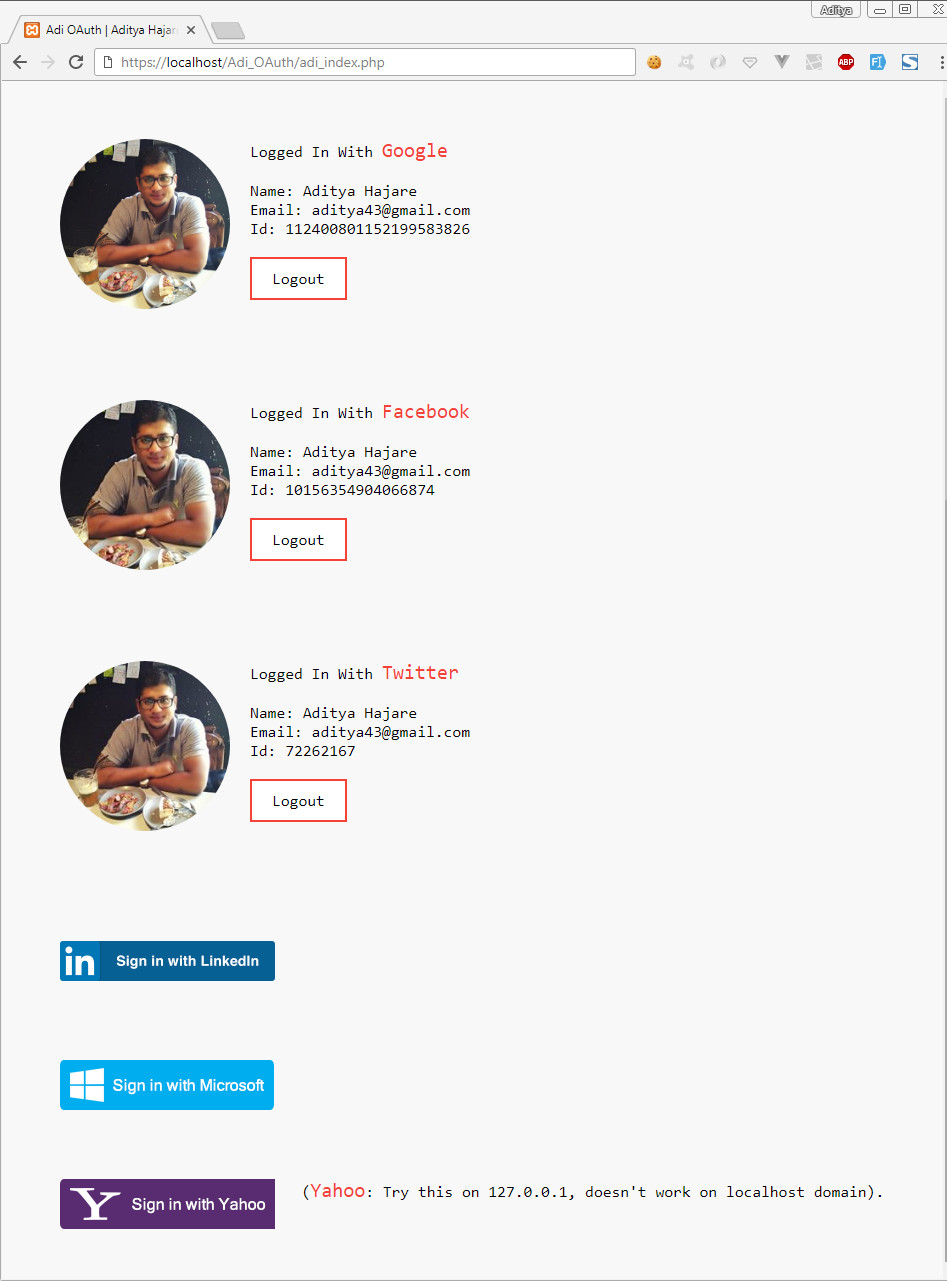 Aditya
Adi OAuth | Aditya Hajar
https://localhost/Adi_OAuth/adi_index.php
ABP
Logged In With Google
Name: Aditya Hajare
Email: aditya43@gmail.com
Id: 112400801152199583826
Logout
Logged In With Facebook
Name: Aditya Hajare
Email: aditya43@gmail.com
Id: 10156354904066874
Logout
Logged In With Twitter
Name: Aditya Hajare
Email: aditya43@gmail.com
Id: 72262167
Logout
in Sign in with LinkedIn
Sign in with Microsoft
Y Sign in with Yahoo (Yahoo: Try this on 127.0.0.1, doesn't work on localhost domain).